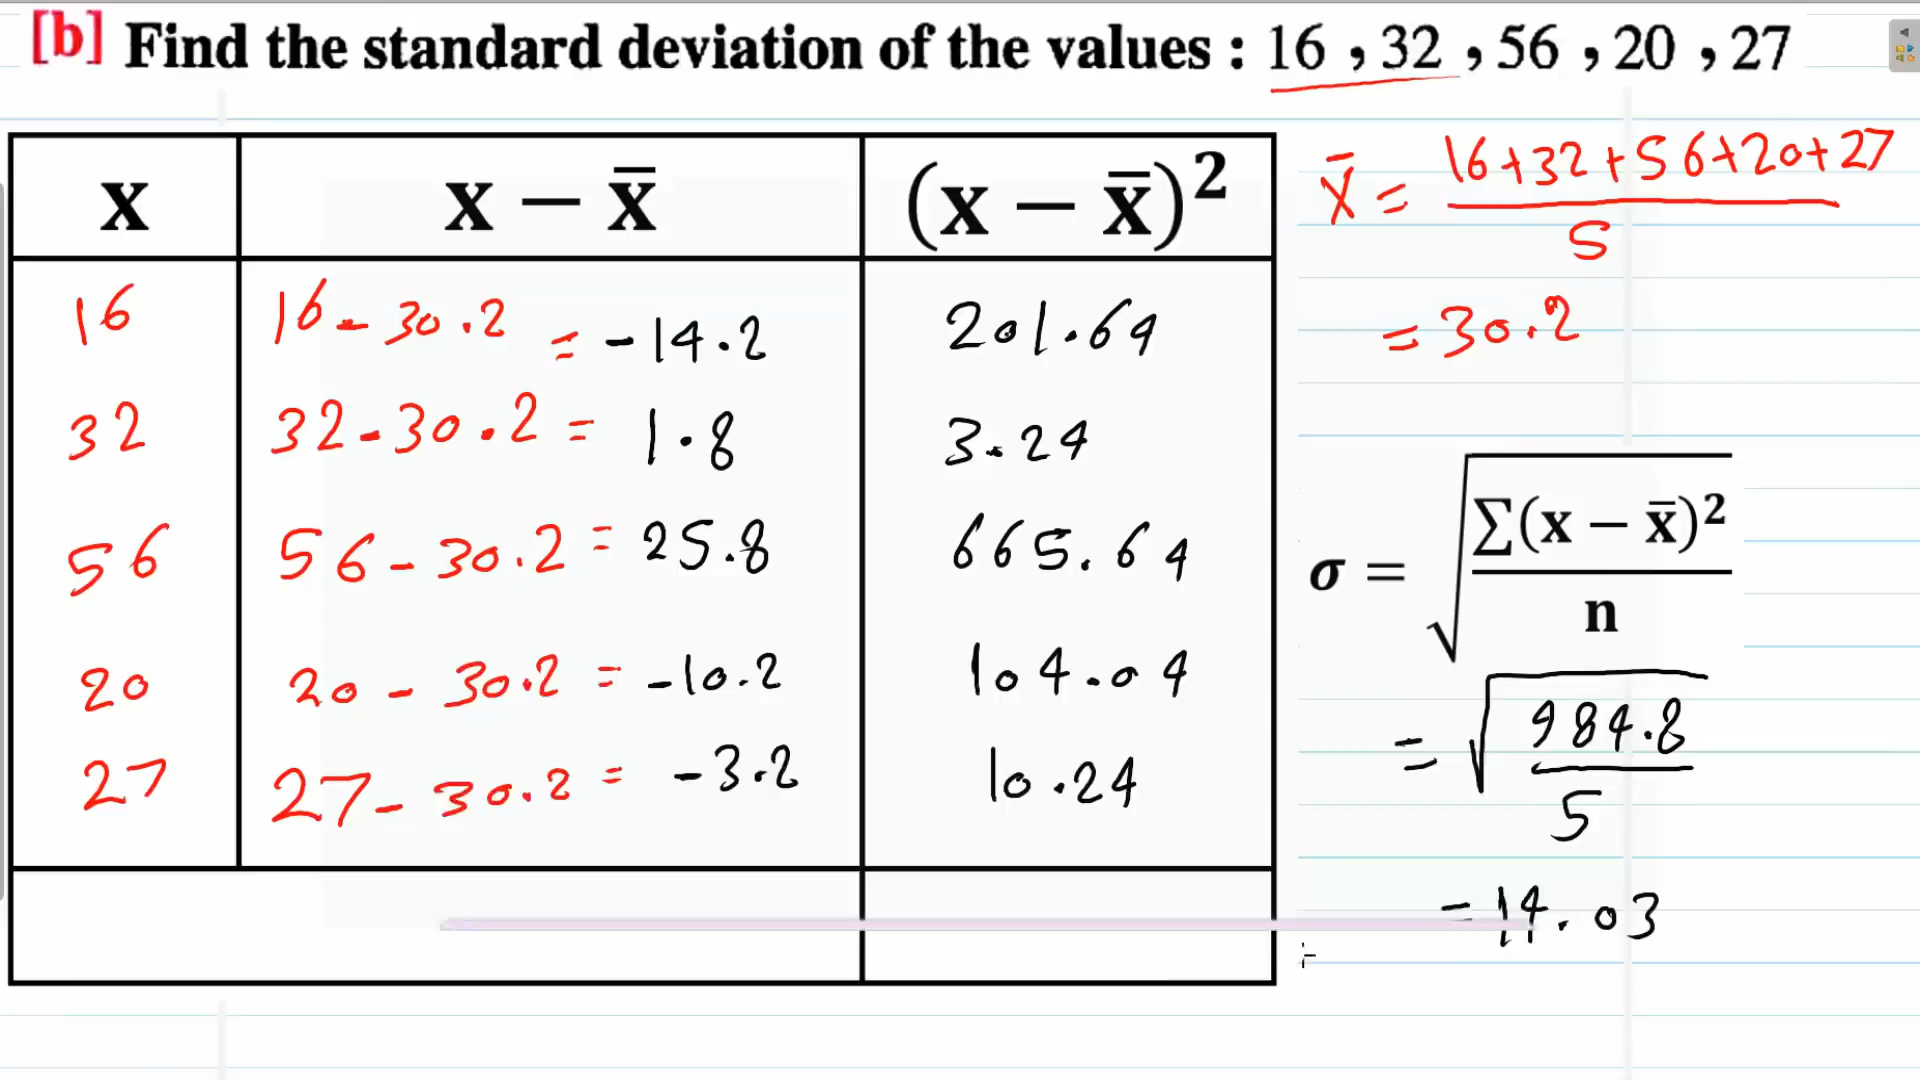 [b] Find the standard deviation of the values : 16 , 32 , 56 , 20 , 27
x x − x̄ (x − x̄)²
16 16 - 30.2 = -14.2 201.64
32 32 - 30.2 = 1.8 3.24
56 56 - 30.2 = 25.8 665.64
20 20 - 30.2 = -10.2 104.04
27 27 - 30.2 = -3.2 10.24
x̄ = 16+32+56+20+27
5
= 30.2
σ = √ ∑(x − x̄)²
n
= √ 984.8
5
= 14.03